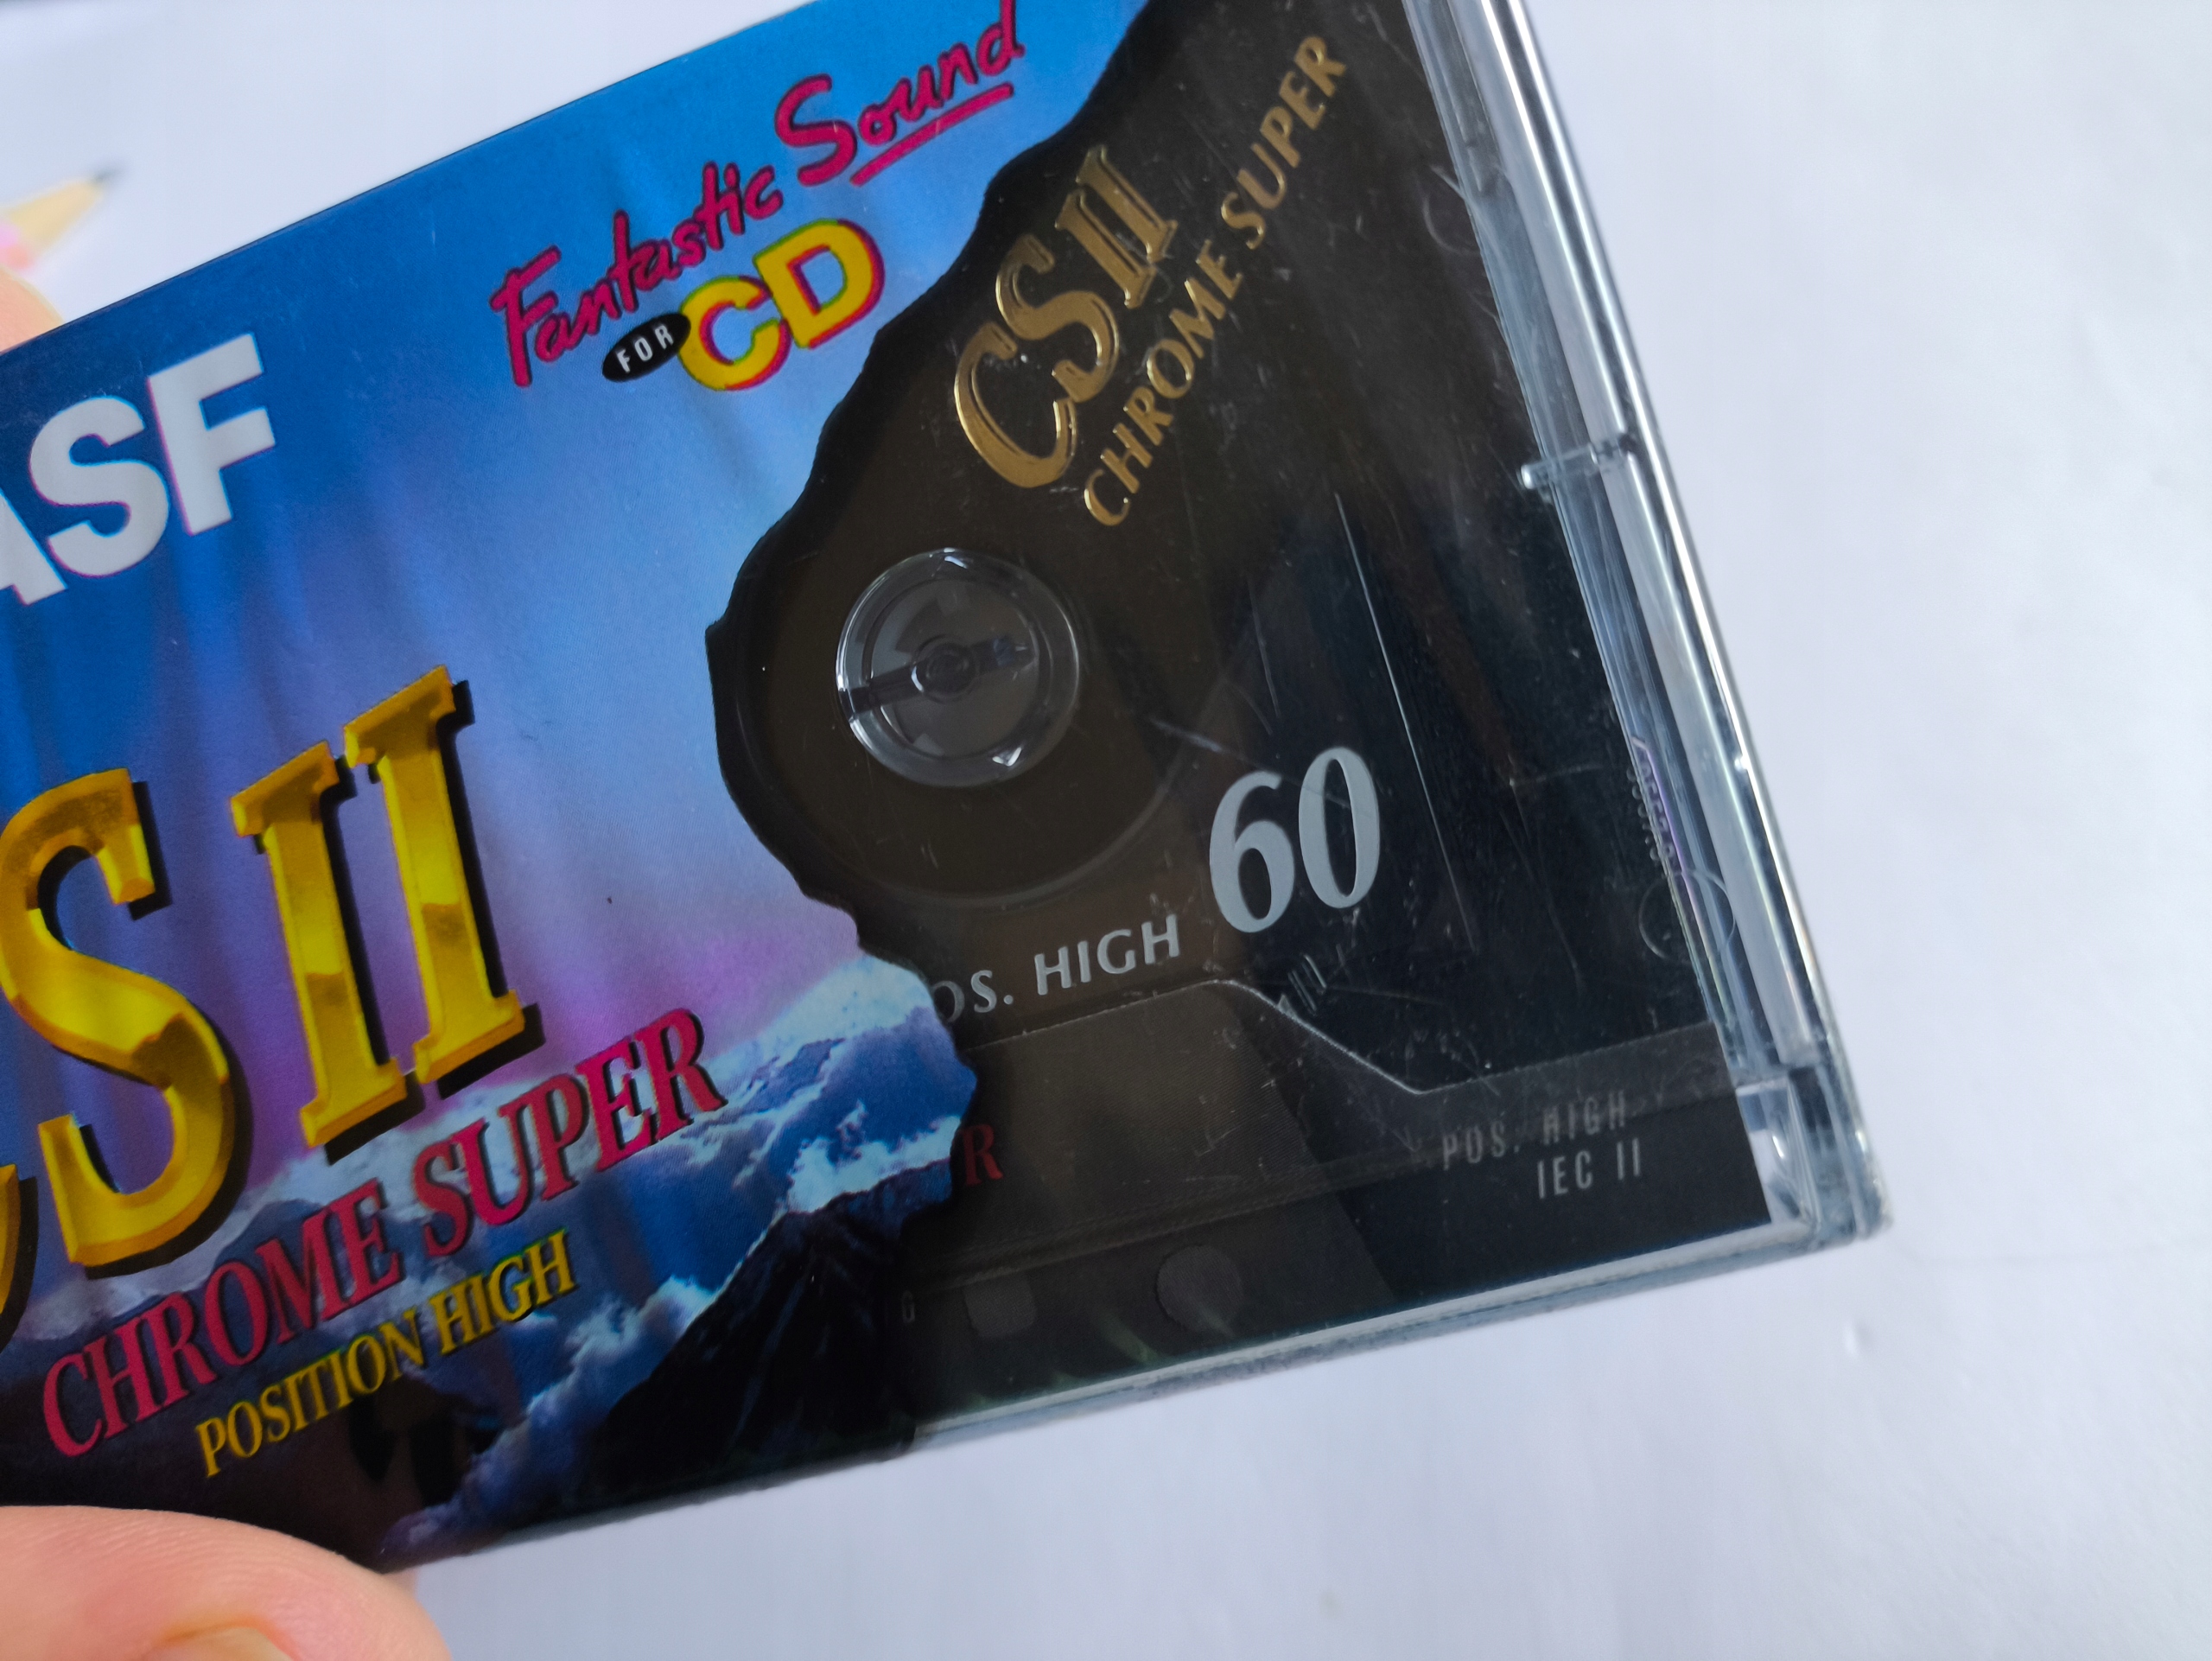 Fantastic Sound
FOR CD
ASF
CSII
CHROME SUPER
SII
CHROME SUPER
POSITION HIGH
60
OS. HIGH
R
POS. HIGH
IEC II